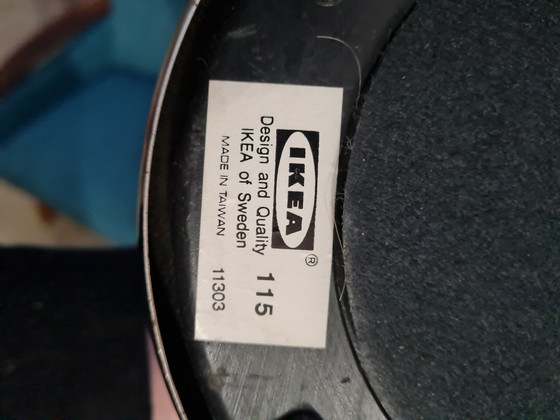 IKEA®
Design and Quality
IKEA of Sweden
115
MADE IN TAIWAN
11303